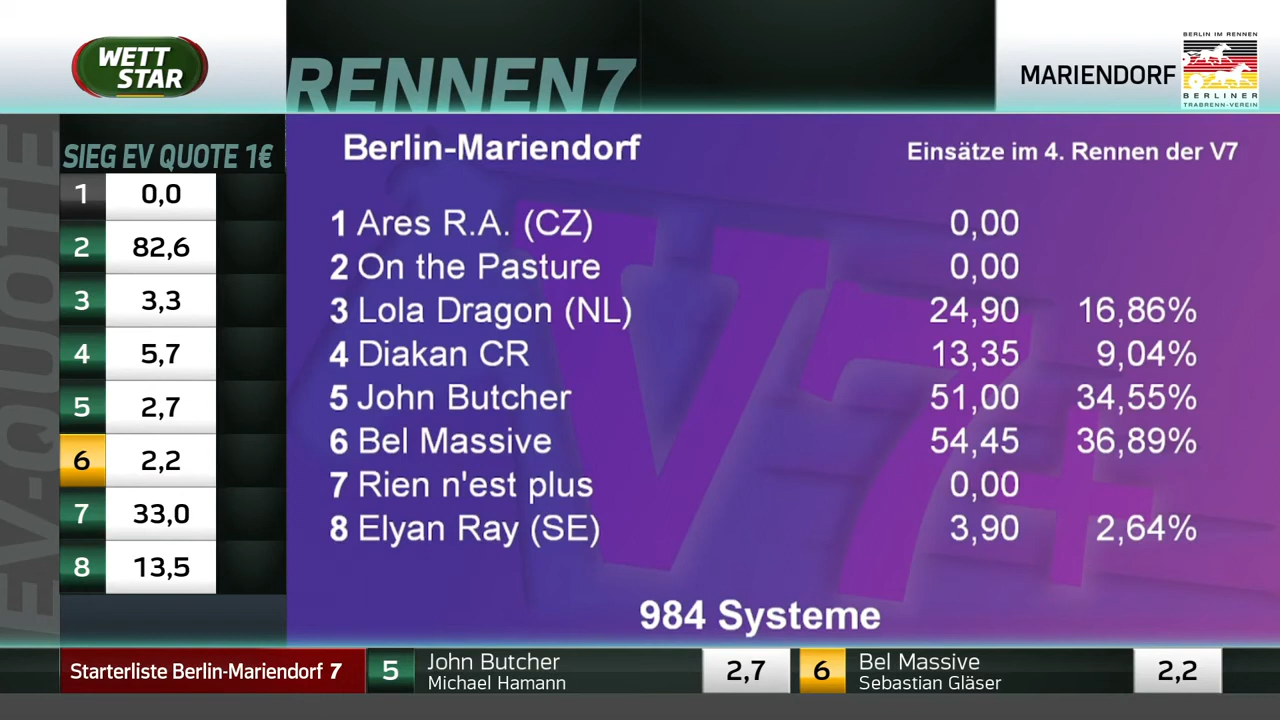 WETT
STAR
RENNEN7
MARIENDORF
BERLIN IM RENNEN
BERLINER
TRABRENN-VEREIN
EV-QUOTE
SIEG EV QUOTE 1€
1 0,0
2 82,6
3 3,3
4 5,7
5 2,7
6 2,2
7 33,0
8 13,5
Berlin-Mariendorf
Einsätze im 4. Rennen der V7
1 Ares R.A. (CZ) 0,00
2 On the Pasture 0,00
3 Lola Dragon (NL) 24,90 16,86%
4 Diakan CR 13,35 9,04%
5 John Butcher 51,00 34,55%
6 Bel Massive 54,45 36,89%
7 Rien n'est plus 0,00
8 Elyan Ray (SE) 3,90 2,64%
V7+
984 Systeme
Starterliste Berlin-Mariendorf 7
5 John Butcher 2,7
Michael Hamann
6 Bel Massive 2,2
Sebastian Gläser